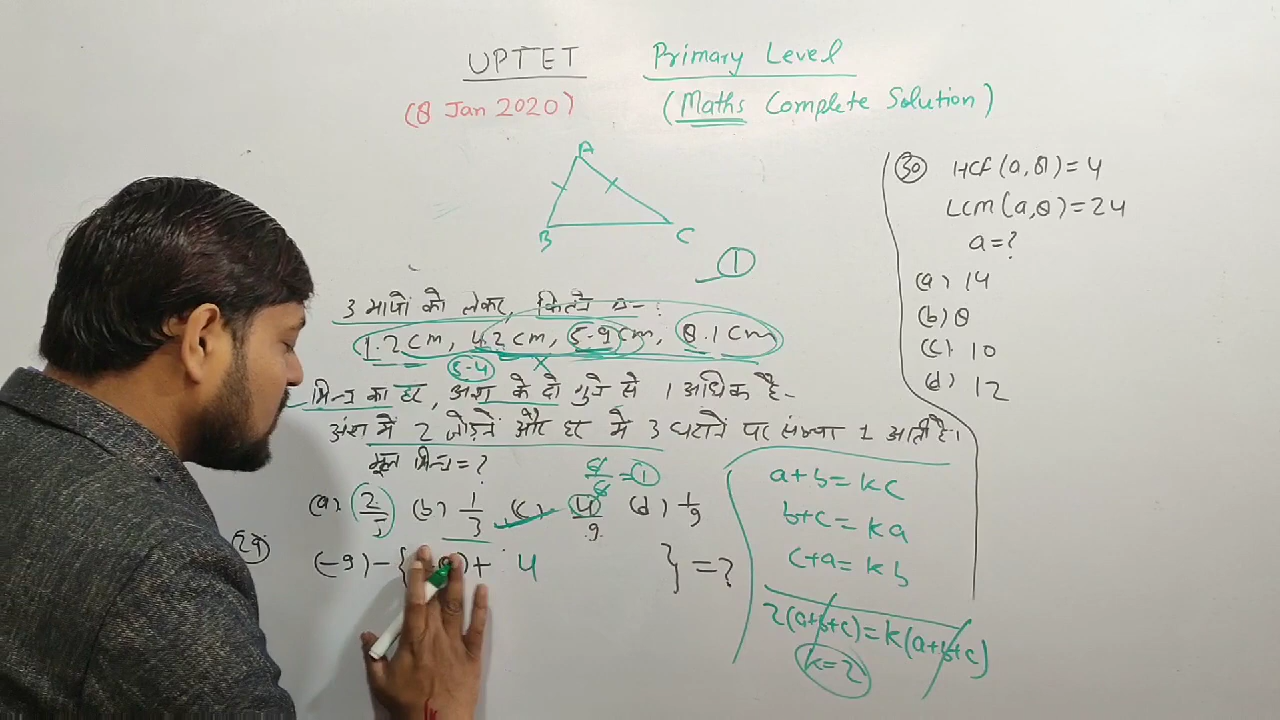 UPTET Primary Level
(8 Jan 2020) (Maths Complete Solution)
A
B
C
1
3 मापो को लेकर, कितने
1.2 cm, 4.2 cm, 5.9 cm, 8.1 cm
5.4
X
भिन्न का हर, अंश के दो गुने से 1 अधिक है-
अंश में 2 जोड़ने और हर में 3 घटाने पर संख्या 1 आती है।
मूल भिन्न = ?
= 1
(a) 2/5 (b) 1/3 (c) 4/9 (d) 1/9
29
(-9)-{ )+ 4 } = ?
a+b=kc
b+c=ka
c+a=kb
2(a+b+c)=k(a+b+c)
k=2
30 HCF(a,8)=4
LCM(a,8)=24
a=?
(a) 14
(b) 8
(c) 10
(d) 12